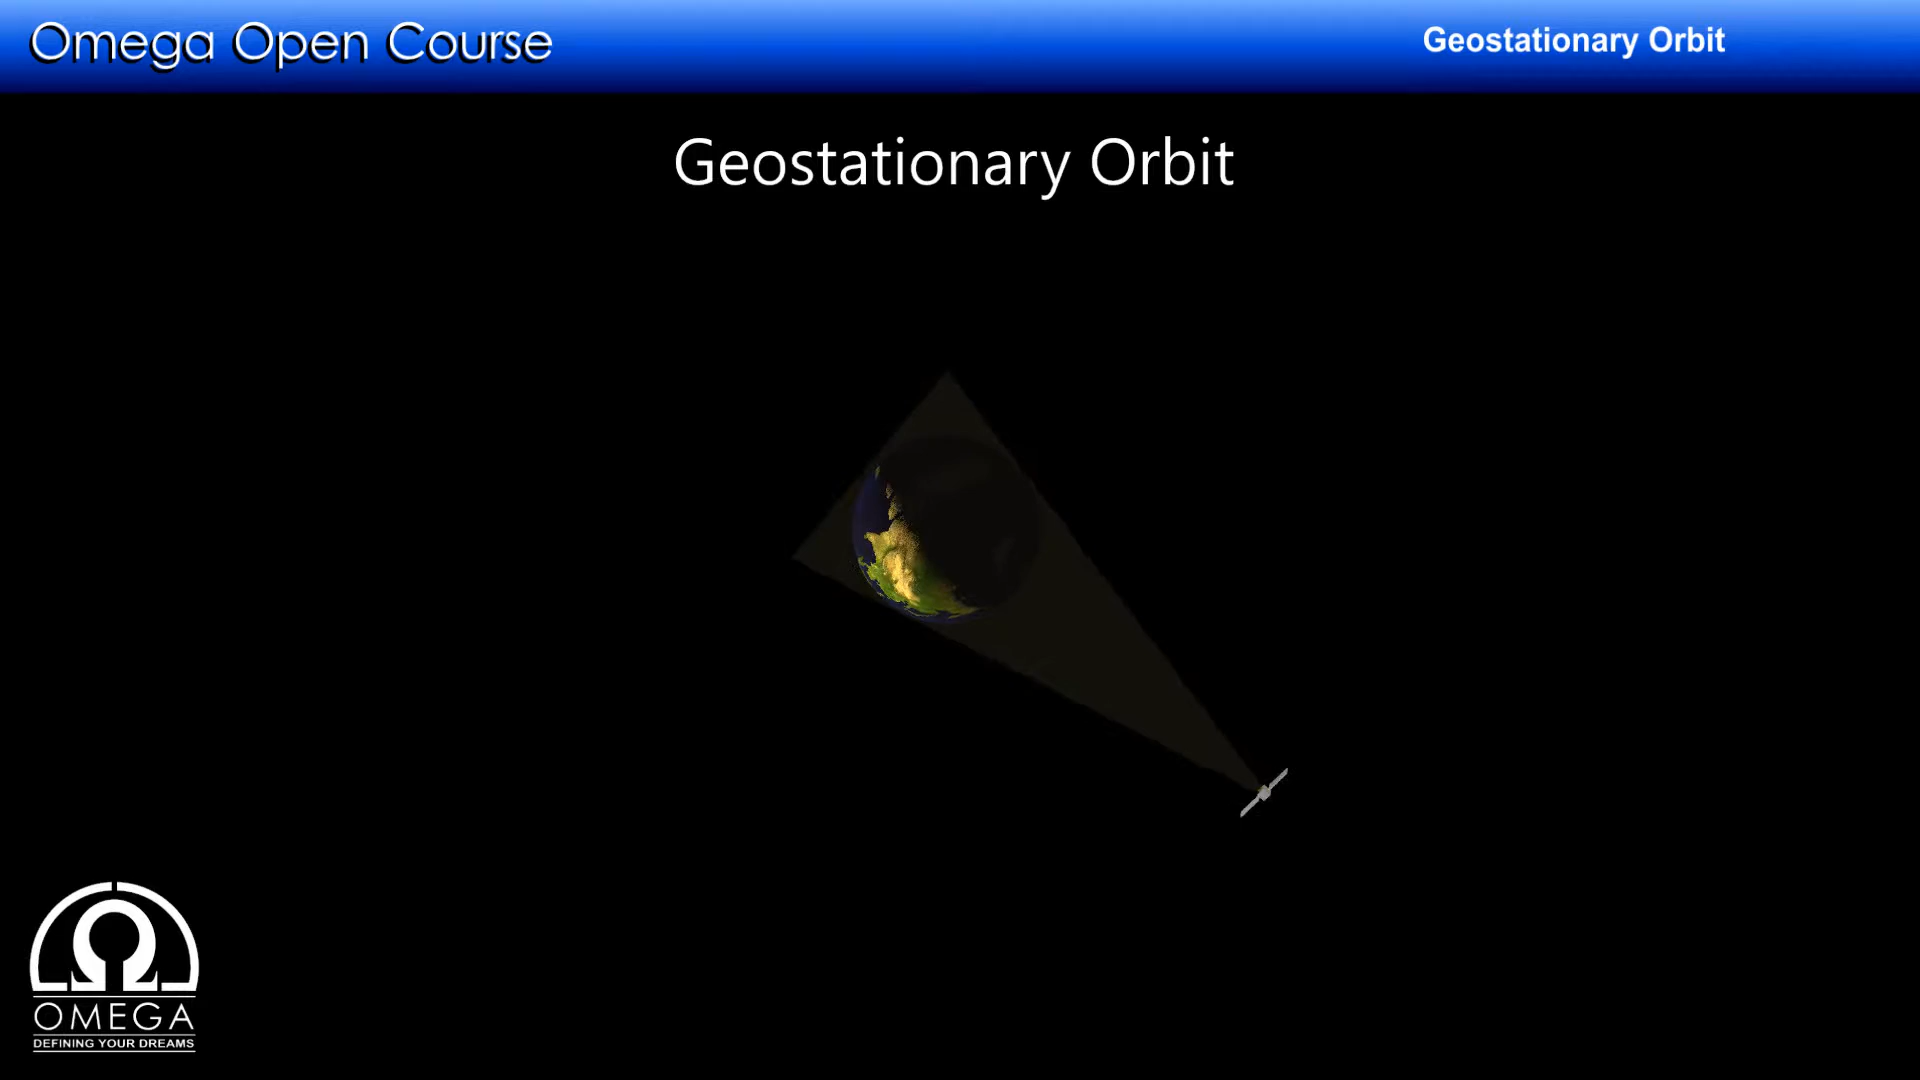 Omega Open Course
Geostationary Orbit
Geostationary Orbit
OMEGA
DEFINING YOUR DREAMS